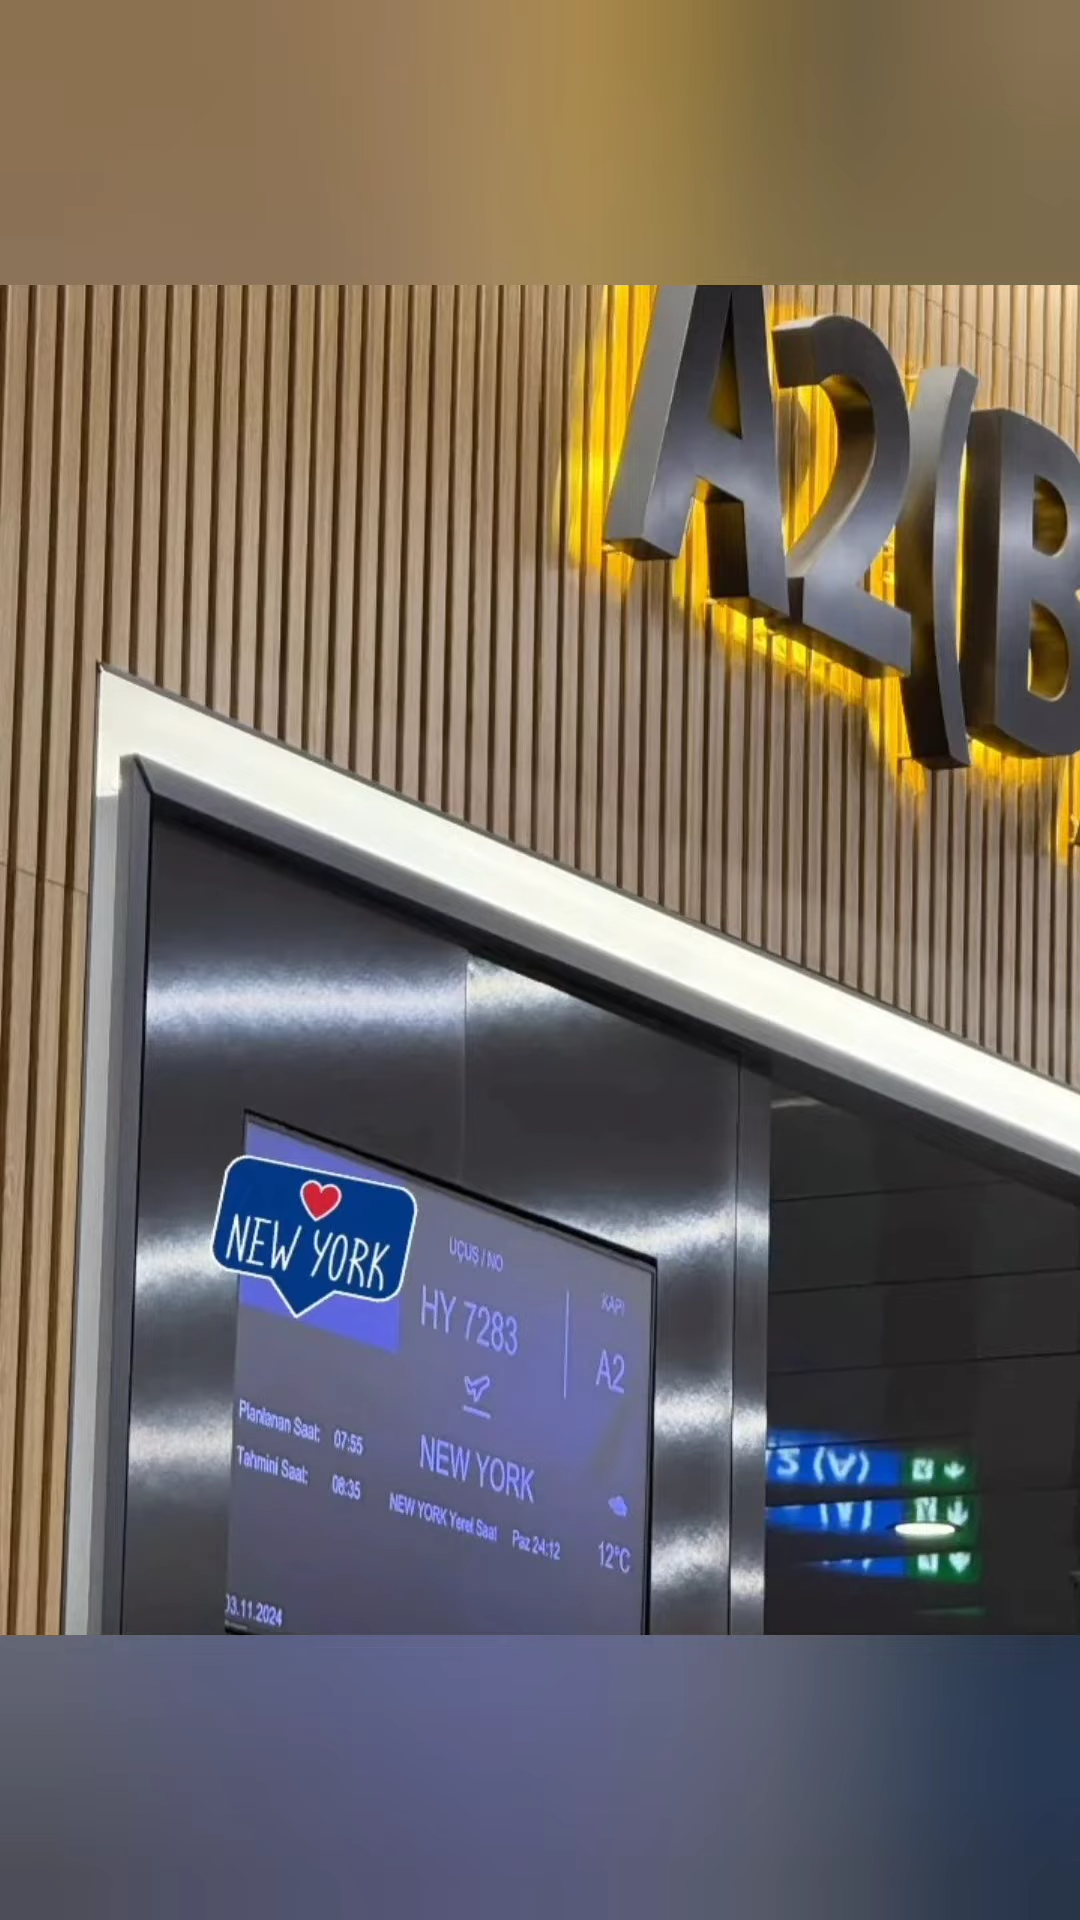 A2(B
NEW YORK
UÇUŞ / NO
HY 7283
KAPI
A2
Planlanan Saat: 07:55
Tahmini Saat: 08:35
NEW YORK
NEW YORK Yerel Saat Paz 24:12
12°C
03.11.2024